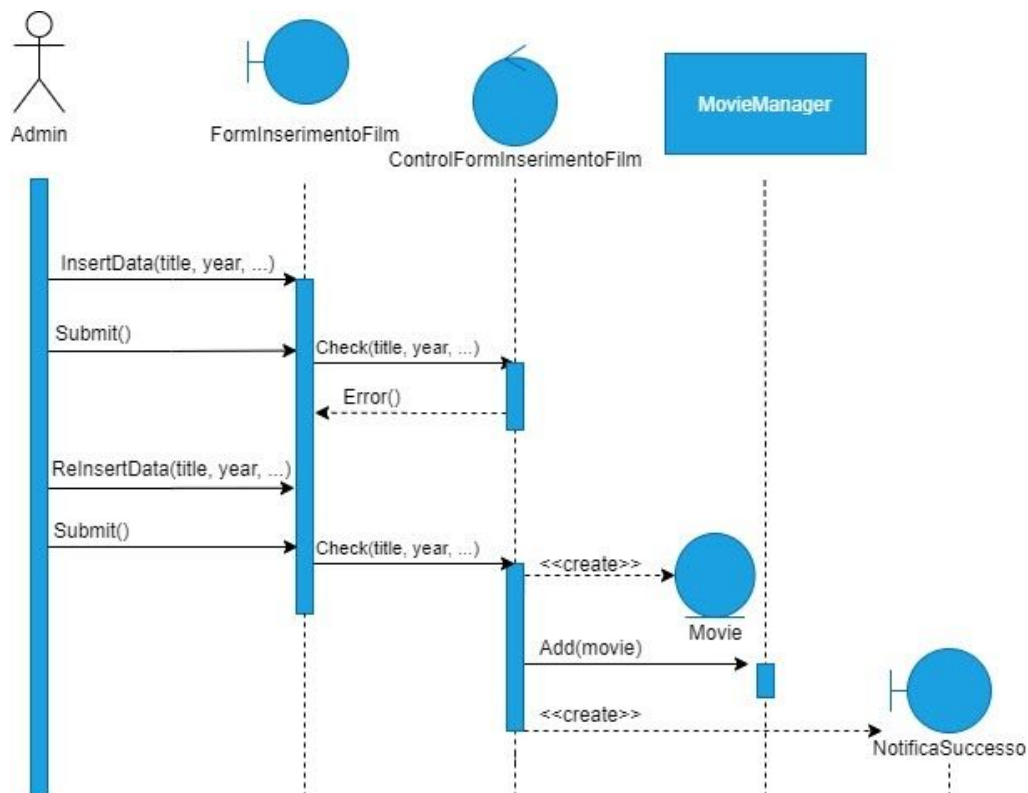 MovieManager
Admin
FormInserimentoFilm
ControlFormInserimentoFilm
InsertData(title, year, ...)
Submit()
Check(title, year, ...)
Error()
ReInsertData(title, year, ...)
Submit()
Check(title, year, ...)
<<create>>
Movie
Add(movie)
<<create>>
NotificaSuccesso